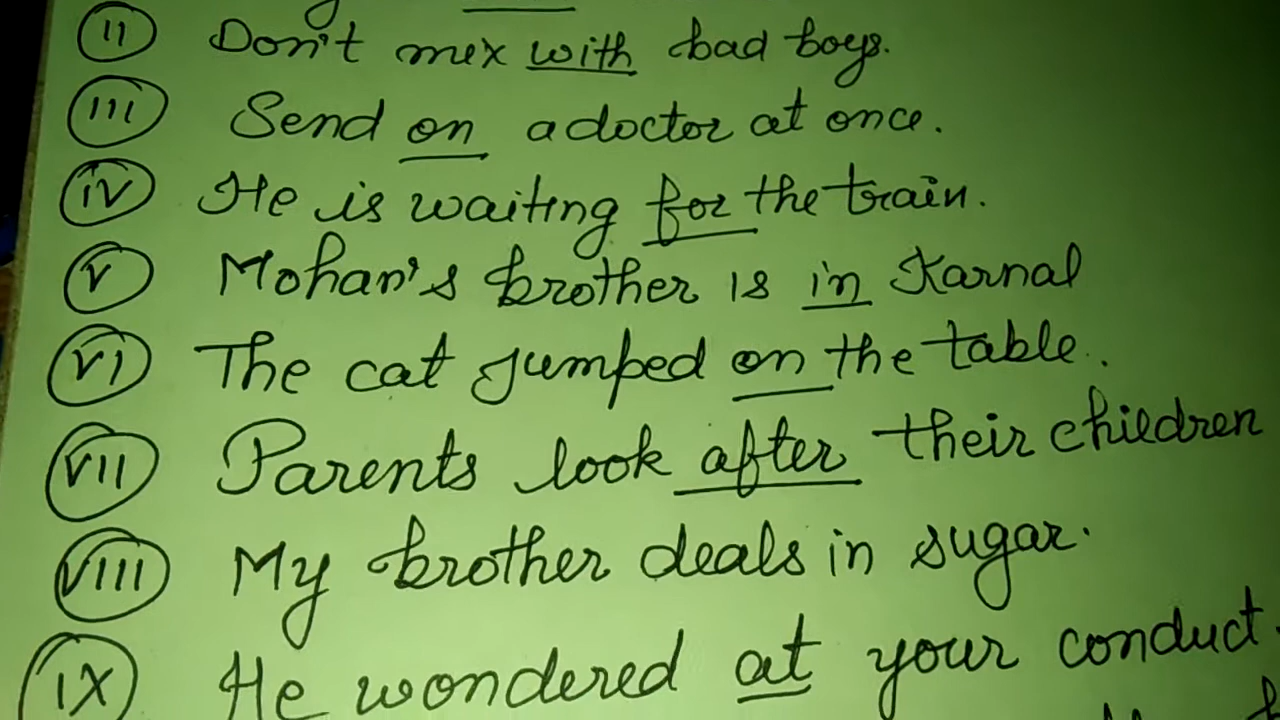 (ii) Don't mix with bad boys.
(iii) Send on a doctor at once.
(iv) He is waiting for the train.
(v) Mohan's brother is in Karnal
(vi) The cat jumped on the table.
(vii) Parents look after their children
(viii) My brother deals in sugar.
(ix) He wondered at your conduct.